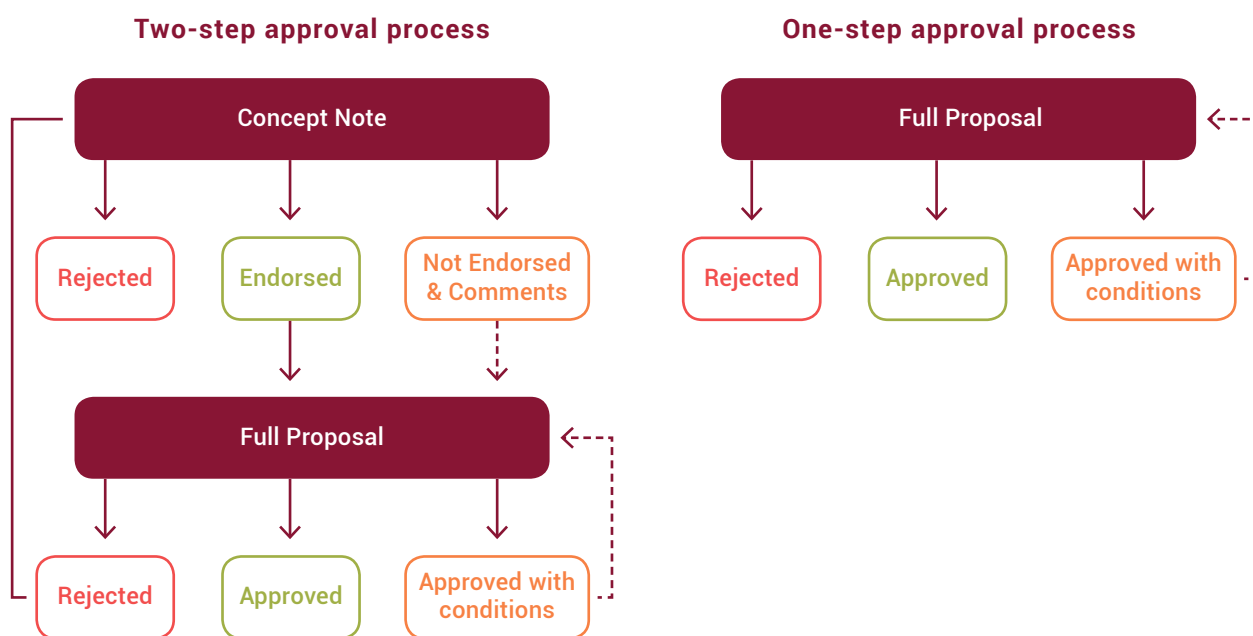 Two-step approval process
Concept Note
Rejected
Endorsed
Not Endorsed
& Comments
Full Proposal
Rejected
Approved
Approved with
conditions
One-step approval process
Full Proposal
Rejected
Approved
Approved with
conditions